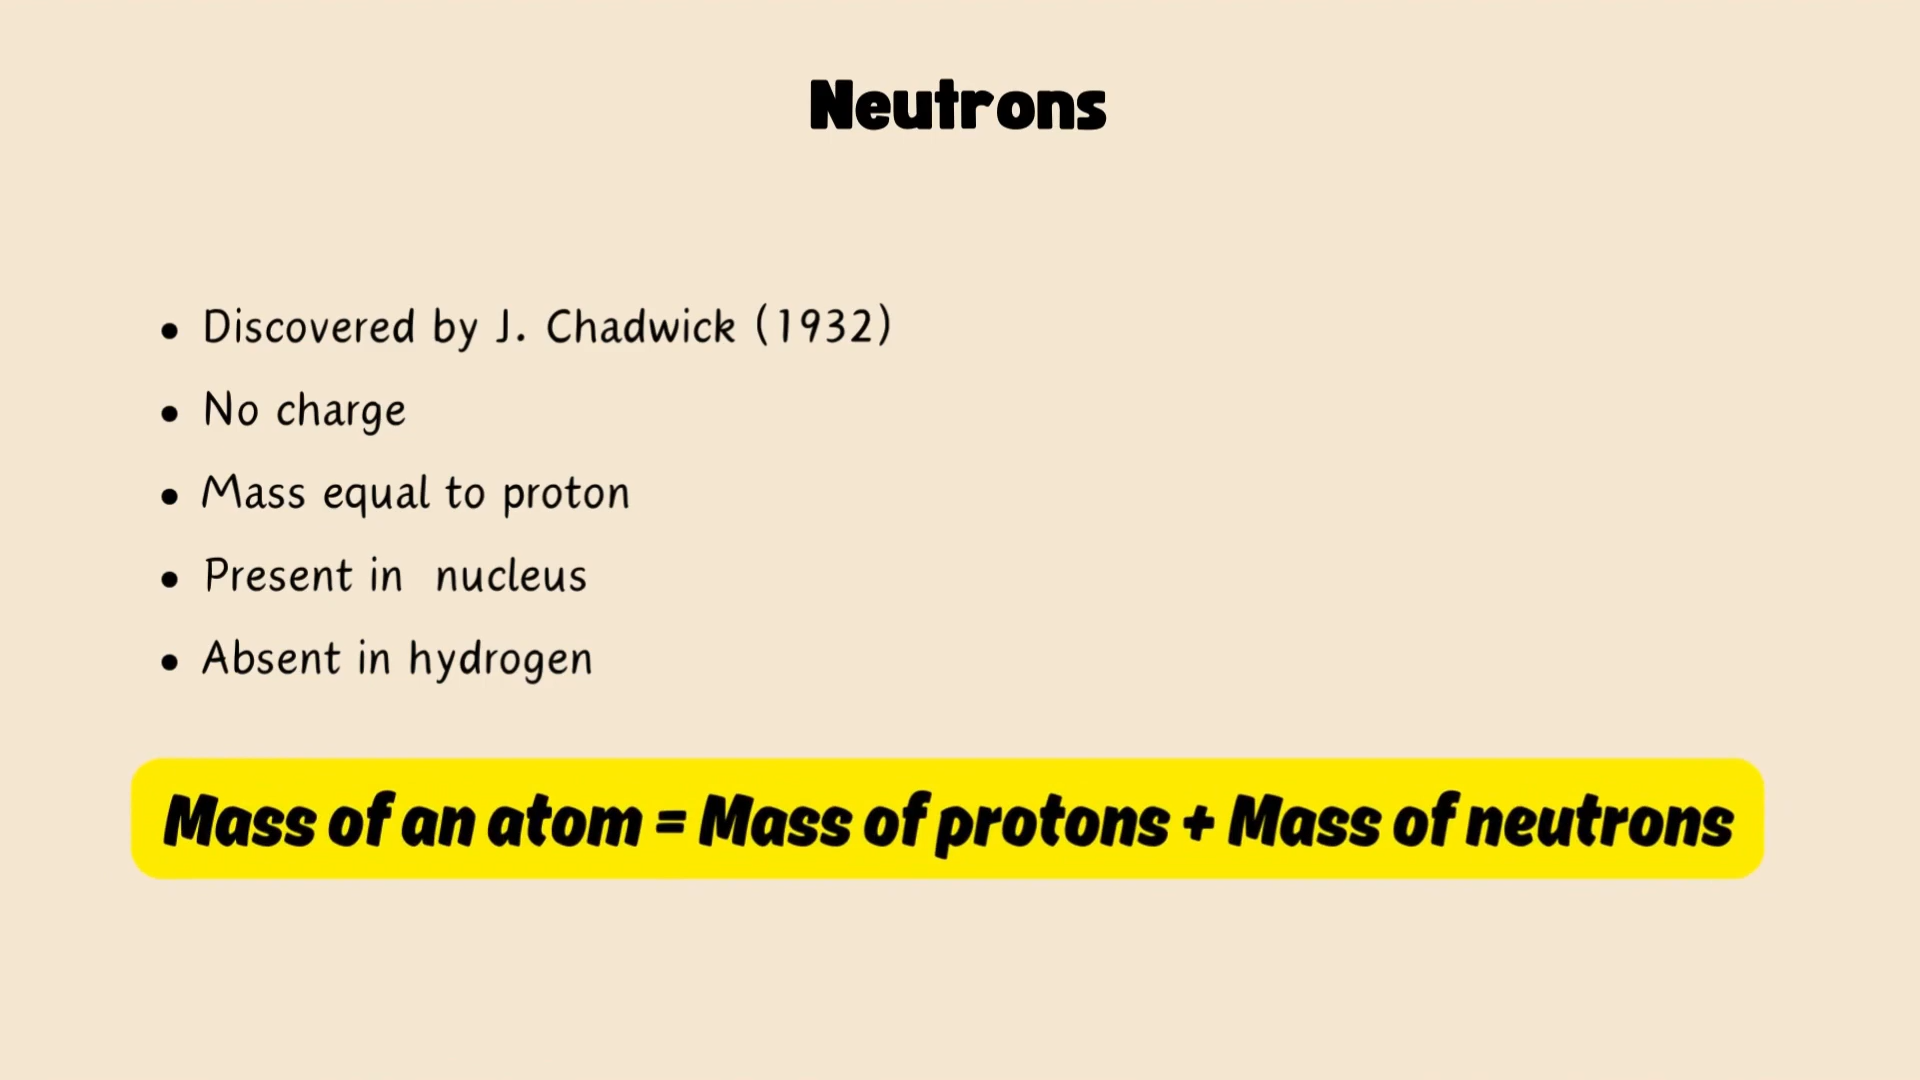 Neutrons
• Discovered by J. Chadwick (1932)
• No charge
• Mass equal to proton
• Present in  nucleus
• Absent in hydrogen
Mass of an atom = Mass of protons + Mass of neutrons